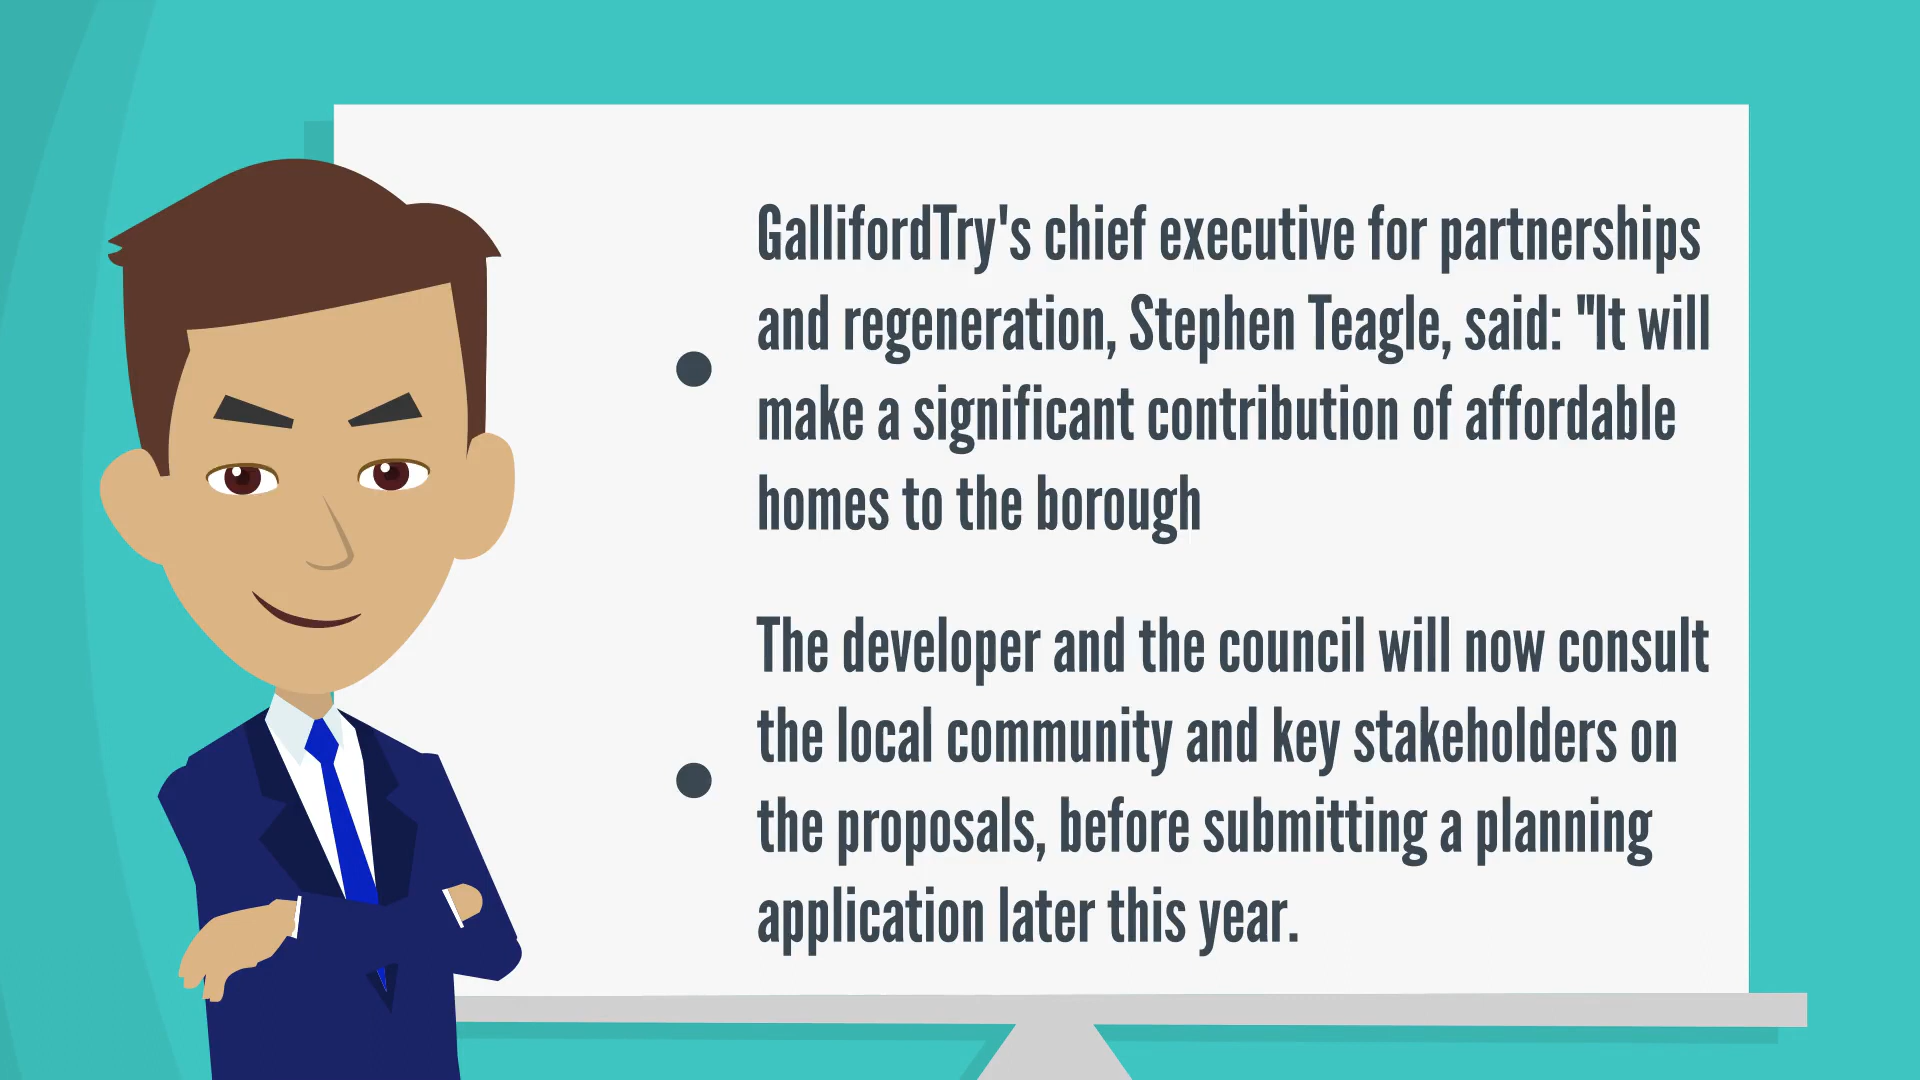 GallifordTry's chief executive for partnerships
and regeneration, Stephen Teagle, said: "It will
make a significant contribution of affordable
homes to the borough
The developer and the council will now consult
the local community and key stakeholders on
the proposals, before submitting a planning
application later this year.